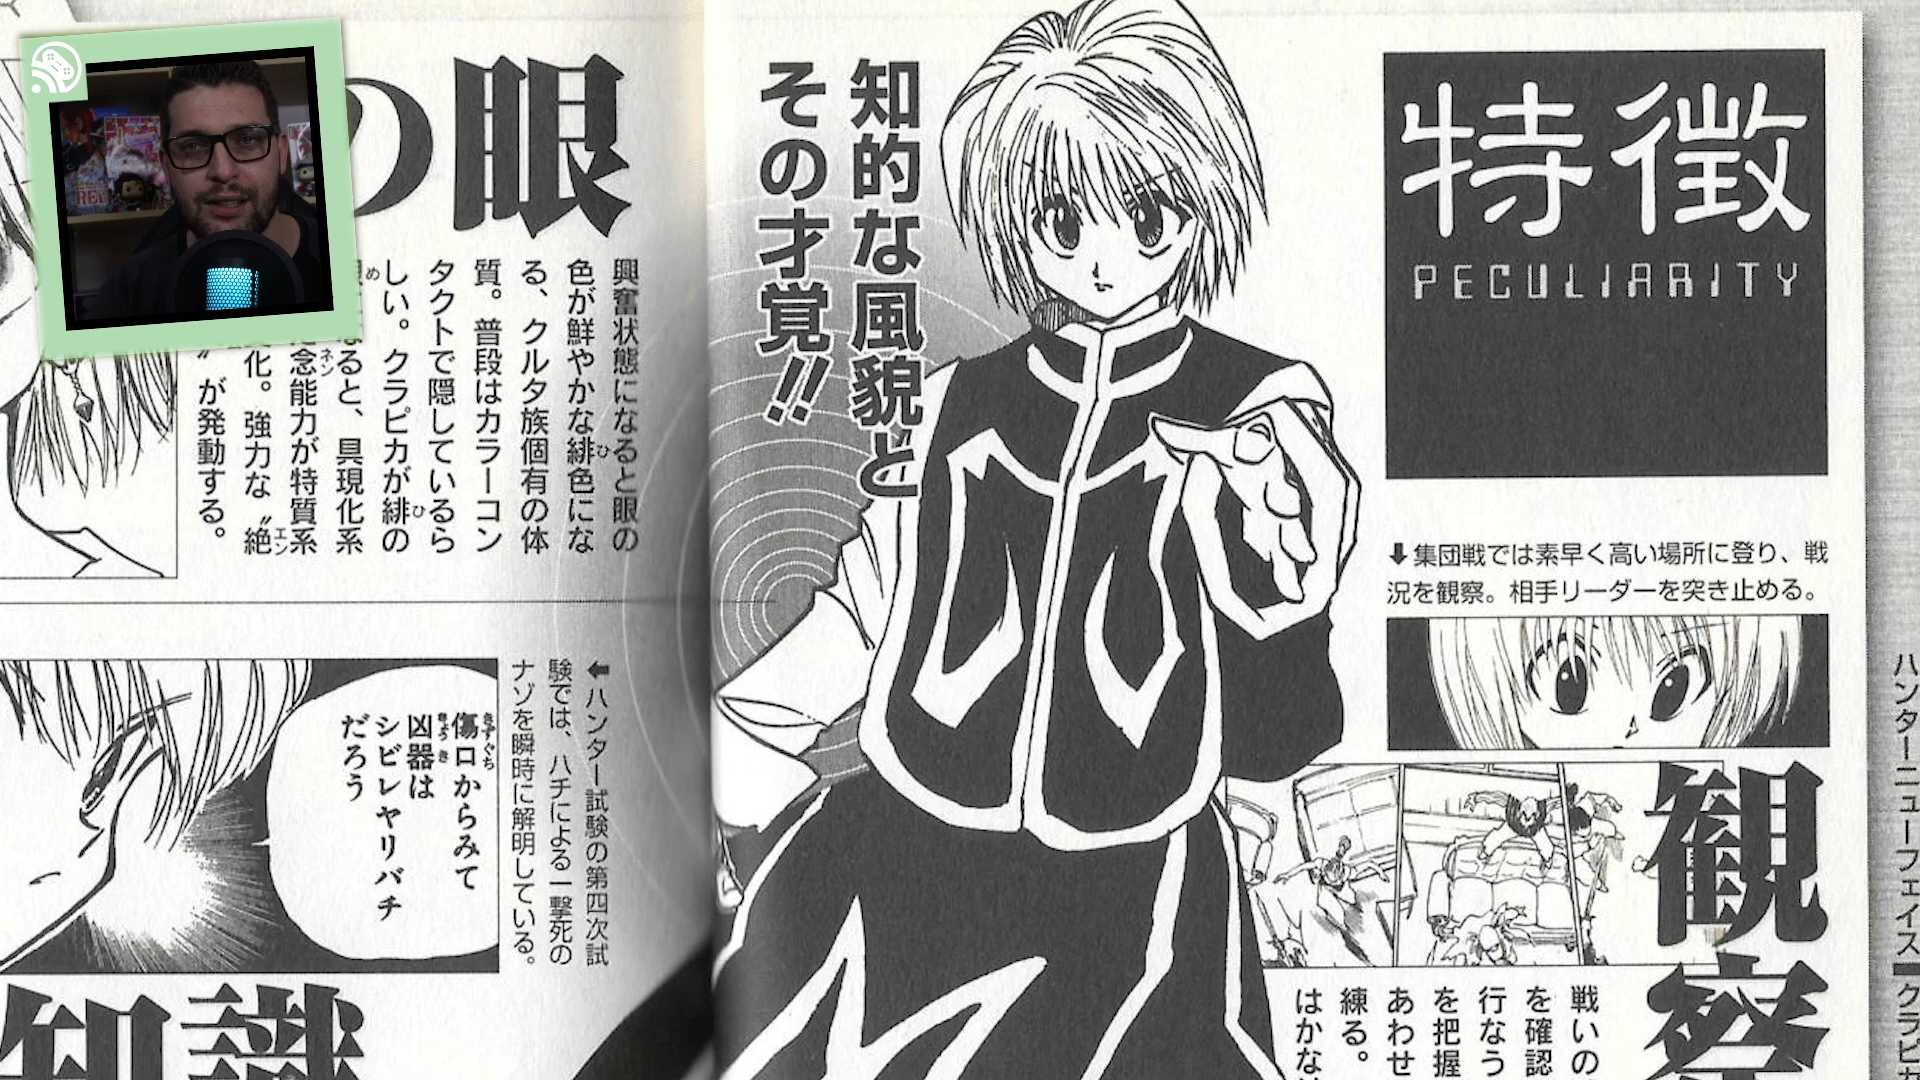 特徴
PECULIARITY
知的な風貌と
その才覚!!
⬇集団戦では素早く高い場所に登り、戦
況を観察。相手リーダーを突き止める。
観察
戦いの
を確認
行なう
を把握
あわせ
練る。
はかな
の眼
興奮状態になると眼の
色が鮮やかな緋色にな
る、クルタ族個有の体
質。普段はカラーコン
タクトで隠しているら
しい。クラピカが緋の
なると、具現化系
念能力が特質系
化。強力な〝絶
〟が発動する。
⬅ハンター試験の第四次試
験では、ハチによる一撃死の
ナゾを瞬時に解明している。
傷口からみて
凶器は
シビレヤリバチ
だろう
知識
ハンターニューフェイス クラピカ
RE